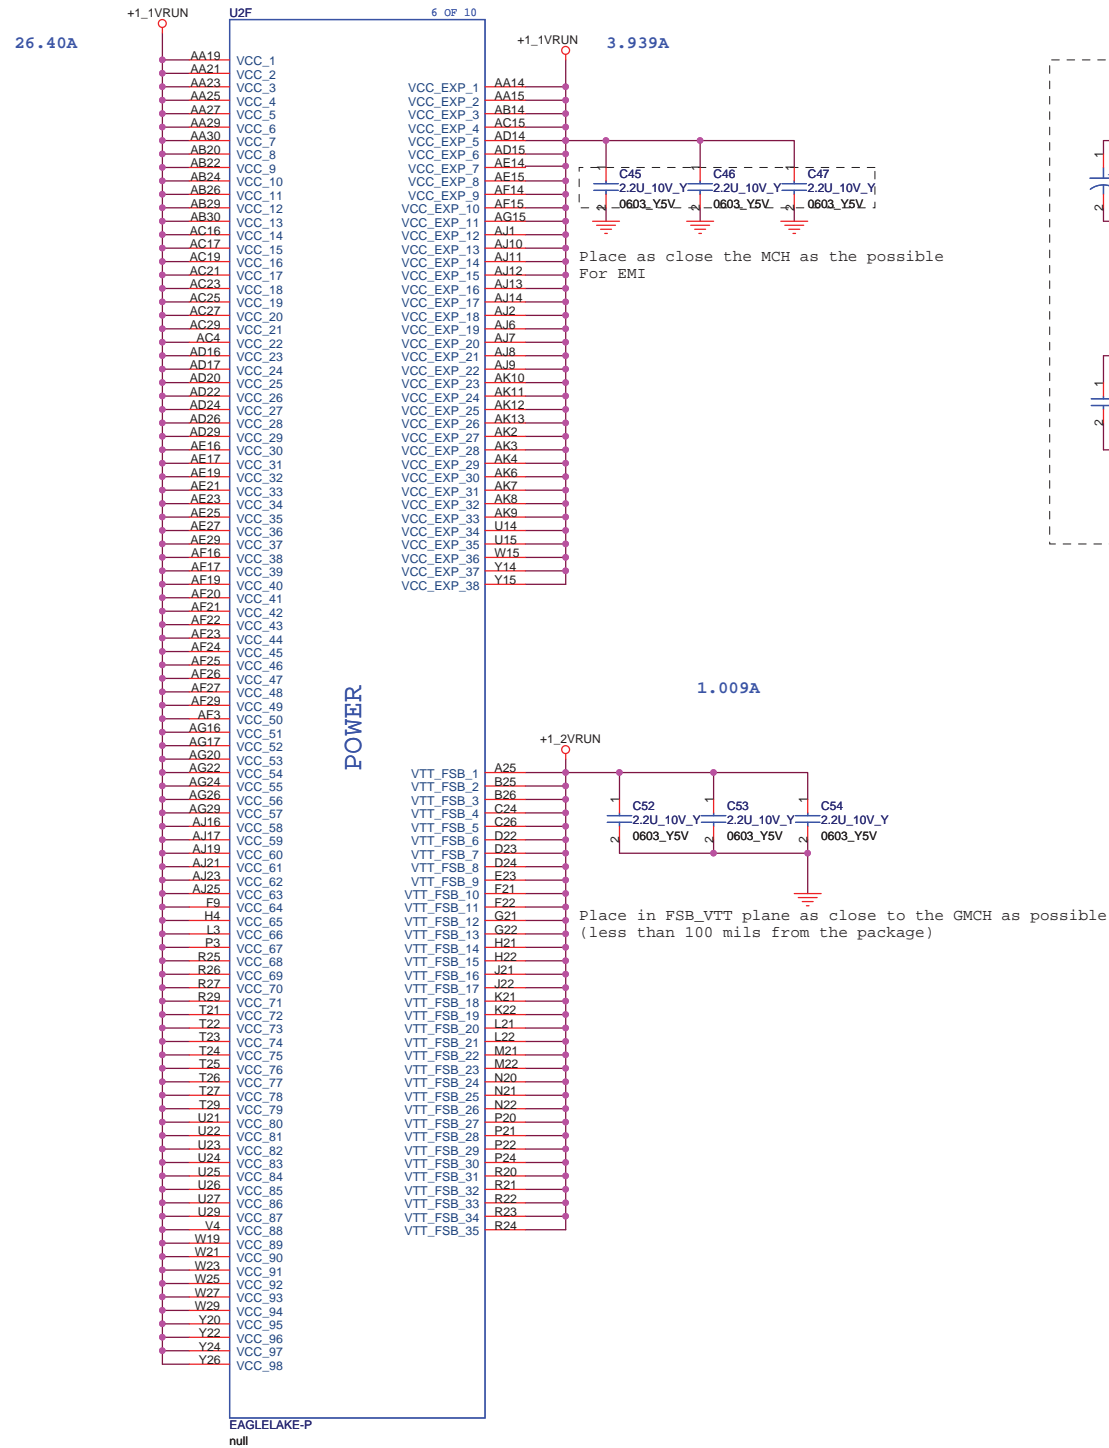 +1_1VRUN
26.40A
U2F
6 OF 10
+1_1VRUN
3.939A
AA19 VCC_1
AA21 VCC_2
AA23 VCC_3
AA25 VCC_4
AA27 VCC_5
AA29 VCC_6
AA30 VCC_7
AB20 VCC_8
AB22 VCC_9
AB24 VCC_10
AB26 VCC_11
AB29 VCC_12
AB30 VCC_13
AC16 VCC_14
AC17 VCC_15
AC19 VCC_16
AC21 VCC_17
AC23 VCC_18
AC25 VCC_19
AC27 VCC_20
AC29 VCC_21
AC4 VCC_22
AD16 VCC_23
AD17 VCC_24
AD20 VCC_25
AD22 VCC_26
AD24 VCC_27
AD26 VCC_28
AD29 VCC_29
AE16 VCC_30
AE17 VCC_31
AE19 VCC_32
AE21 VCC_33
AE23 VCC_34
AE25 VCC_35
AE27 VCC_36
AE29 VCC_37
AF16 VCC_38
AF17 VCC_39
AF19 VCC_40
AF20 VCC_41
AF21 VCC_42
AF22 VCC_43
AF23 VCC_44
AF24 VCC_45
AF25 VCC_46
AF26 VCC_47
AF27 VCC_48
AF29 VCC_49
AF3 VCC_50
AG16 VCC_51
AG17 VCC_52
AG20 VCC_53
AG22 VCC_54
AG24 VCC_55
AG26 VCC_56
AG29 VCC_57
AJ16 VCC_58
AJ17 VCC_59
AJ19 VCC_60
AJ21 VCC_61
AJ23 VCC_62
AJ25 VCC_63
F9 VCC_64
H4 VCC_65
L3 VCC_66
P3 VCC_67
R25 VCC_68
R26 VCC_69
R27 VCC_70
R29 VCC_71
T21 VCC_72
T22 VCC_73
T23 VCC_74
T24 VCC_75
T25 VCC_76
T26 VCC_77
T27 VCC_78
T29 VCC_79
U21 VCC_80
U22 VCC_81
U23 VCC_82
U24 VCC_83
U25 VCC_84
U26 VCC_85
U27 VCC_86
U29 VCC_87
V4 VCC_88
W19 VCC_89
W21 VCC_90
W23 VCC_91
W25 VCC_92
W27 VCC_93
W29 VCC_94
Y20 VCC_95
Y22 VCC_96
Y24 VCC_97
Y26 VCC_98
POWER
VCC_EXP_1 AA14
VCC_EXP_2 AA15
VCC_EXP_3 AB14
VCC_EXP_4 AC15
VCC_EXP_5 AD14
VCC_EXP_6 AD15
VCC_EXP_7 AE14
VCC_EXP_8 AE15
VCC_EXP_9 AF14
VCC_EXP_10 AF15
VCC_EXP_11 AG15
VCC_EXP_12 AJ1
VCC_EXP_13 AJ10
VCC_EXP_14 AJ11
VCC_EXP_15 AJ12
VCC_EXP_16 AJ13
VCC_EXP_17 AJ14
VCC_EXP_18 AJ2
VCC_EXP_19 AJ6
VCC_EXP_20 AJ7
VCC_EXP_21 AJ8
VCC_EXP_22 AJ9
VCC_EXP_23 AK10
VCC_EXP_24 AK11
VCC_EXP_25 AK12
VCC_EXP_26 AK13
VCC_EXP_27 AK2
VCC_EXP_28 AK3
VCC_EXP_29 AK4
VCC_EXP_30 AK6
VCC_EXP_31 AK7
VCC_EXP_32 AK8
VCC_EXP_33 AK9
VCC_EXP_34 U14
VCC_EXP_35 U15
VCC_EXP_36 W15
VCC_EXP_37 Y14
VCC_EXP_38 Y15
1 1 1
C45 C46 C47
2.2U_10V_Y 2.2U_10V_Y 2.2U_10V_Y
0603_Y5V 0603_Y5V 0603_Y5V
2 2 2
Place as close the MCH as the possible
For EMI
1
2
1
2
1.009A
+1_2VRUN
VTT_FSB_1 A25
VTT_FSB_2 B25
VTT_FSB_3 B26
VTT_FSB_4 C24
VTT_FSB_5 C26
VTT_FSB_6 D22
VTT_FSB_7 D23
VTT_FSB_8 D24
VTT_FSB_9 E23
VTT_FSB_10 F21
VTT_FSB_11 F22
VTT_FSB_12 G21
VTT_FSB_13 G22
VTT_FSB_14 H21
VTT_FSB_15 H22
VTT_FSB_16 J21
VTT_FSB_17 J22
VTT_FSB_18 K21
VTT_FSB_19 K22
VTT_FSB_20 L21
VTT_FSB_21 L22
VTT_FSB_22 M21
VTT_FSB_23 M22
VTT_FSB_24 N20
VTT_FSB_25 N21
VTT_FSB_26 N22
VTT_FSB_27 P20
VTT_FSB_28 P21
VTT_FSB_29 P22
VTT_FSB_30 P24
VTT_FSB_31 R20
VTT_FSB_32 R21
VTT_FSB_33 R22
VTT_FSB_34 R23
VTT_FSB_35 R24
1 1 1
C52 C53 C54
2.2U_10V_Y 2.2U_10V_Y 2.2U_10V_Y
0603_Y5V 0603_Y5V 0603_Y5V
2 2 2
Place in FSB_VTT plane as close to the GMCH as possible
(less than 100 mils from the package)
EAGLELAKE-P
null